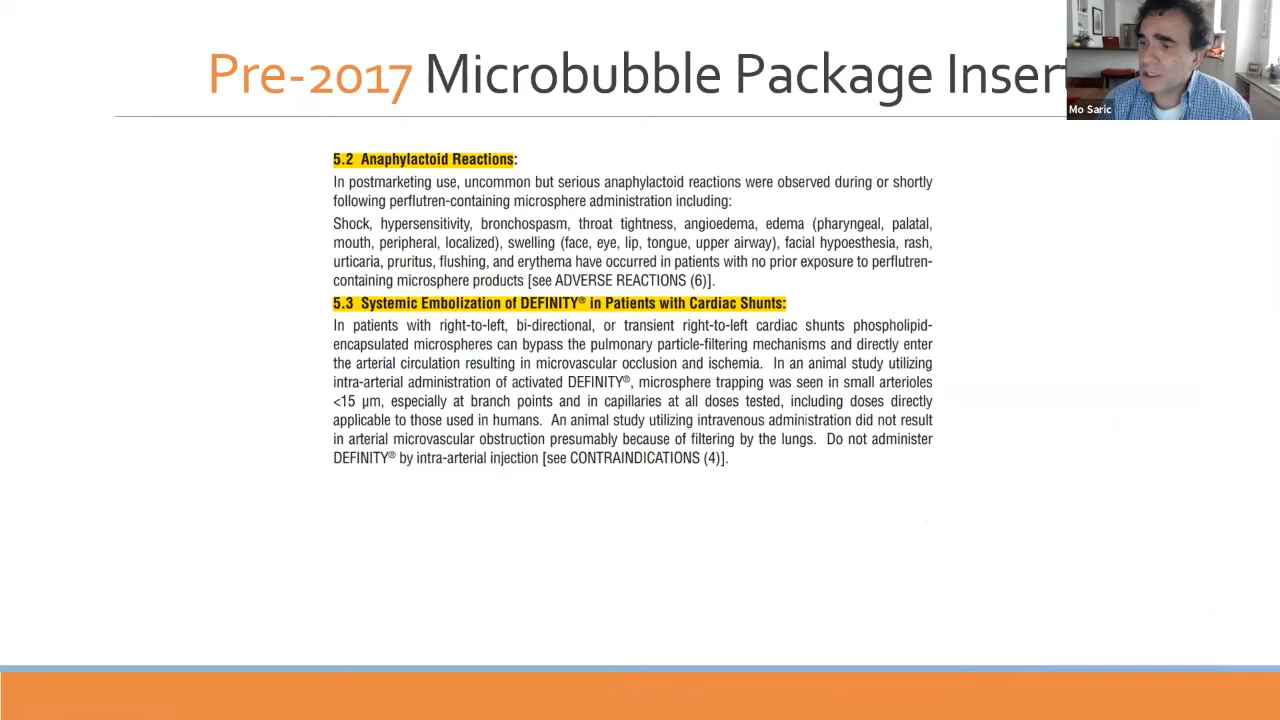 Pre-2017 Microbubble Package Insert
Mo Saric
5.2 Anaphylactoid Reactions:
In postmarketing use, uncommon but serious anaphylactoid reactions were observed during or shortly
following perflutren-containing microsphere administration including:
Shock, hypersensitivity, bronchospasm, throat tightness, angioedema, edema (pharyngeal, palatal,
mouth, peripheral, localized), swelling (face, eye, lip, tongue, upper airway), facial hypoesthesia, rash,
urticaria, pruritus, flushing, and erythema have occurred in patients with no prior exposure to perflutren-
containing microsphere products [see ADVERSE REACTIONS (6)].
5.3 Systemic Embolization of DEFINITY® in Patients with Cardiac Shunts:
In patients with right-to-left, bi-directional, or transient right-to-left cardiac shunts phospholipid-
encapsulated microspheres can bypass the pulmonary particle-filtering mechanisms and directly enter
the arterial circulation resulting in microvascular occlusion and ischemia. In an animal study utilizing
intra-arterial administration of activated DEFINITY®, microsphere trapping was seen in small arterioles
<15 µm, especially at branch points and in capillaries at all doses tested, including doses directly
applicable to those used in humans. An animal study utilizing intravenous administration did not result
in arterial microvascular obstruction presumably because of filtering by the lungs. Do not administer
DEFINITY® by intra-arterial injection [see CONTRAINDICATIONS (4)].